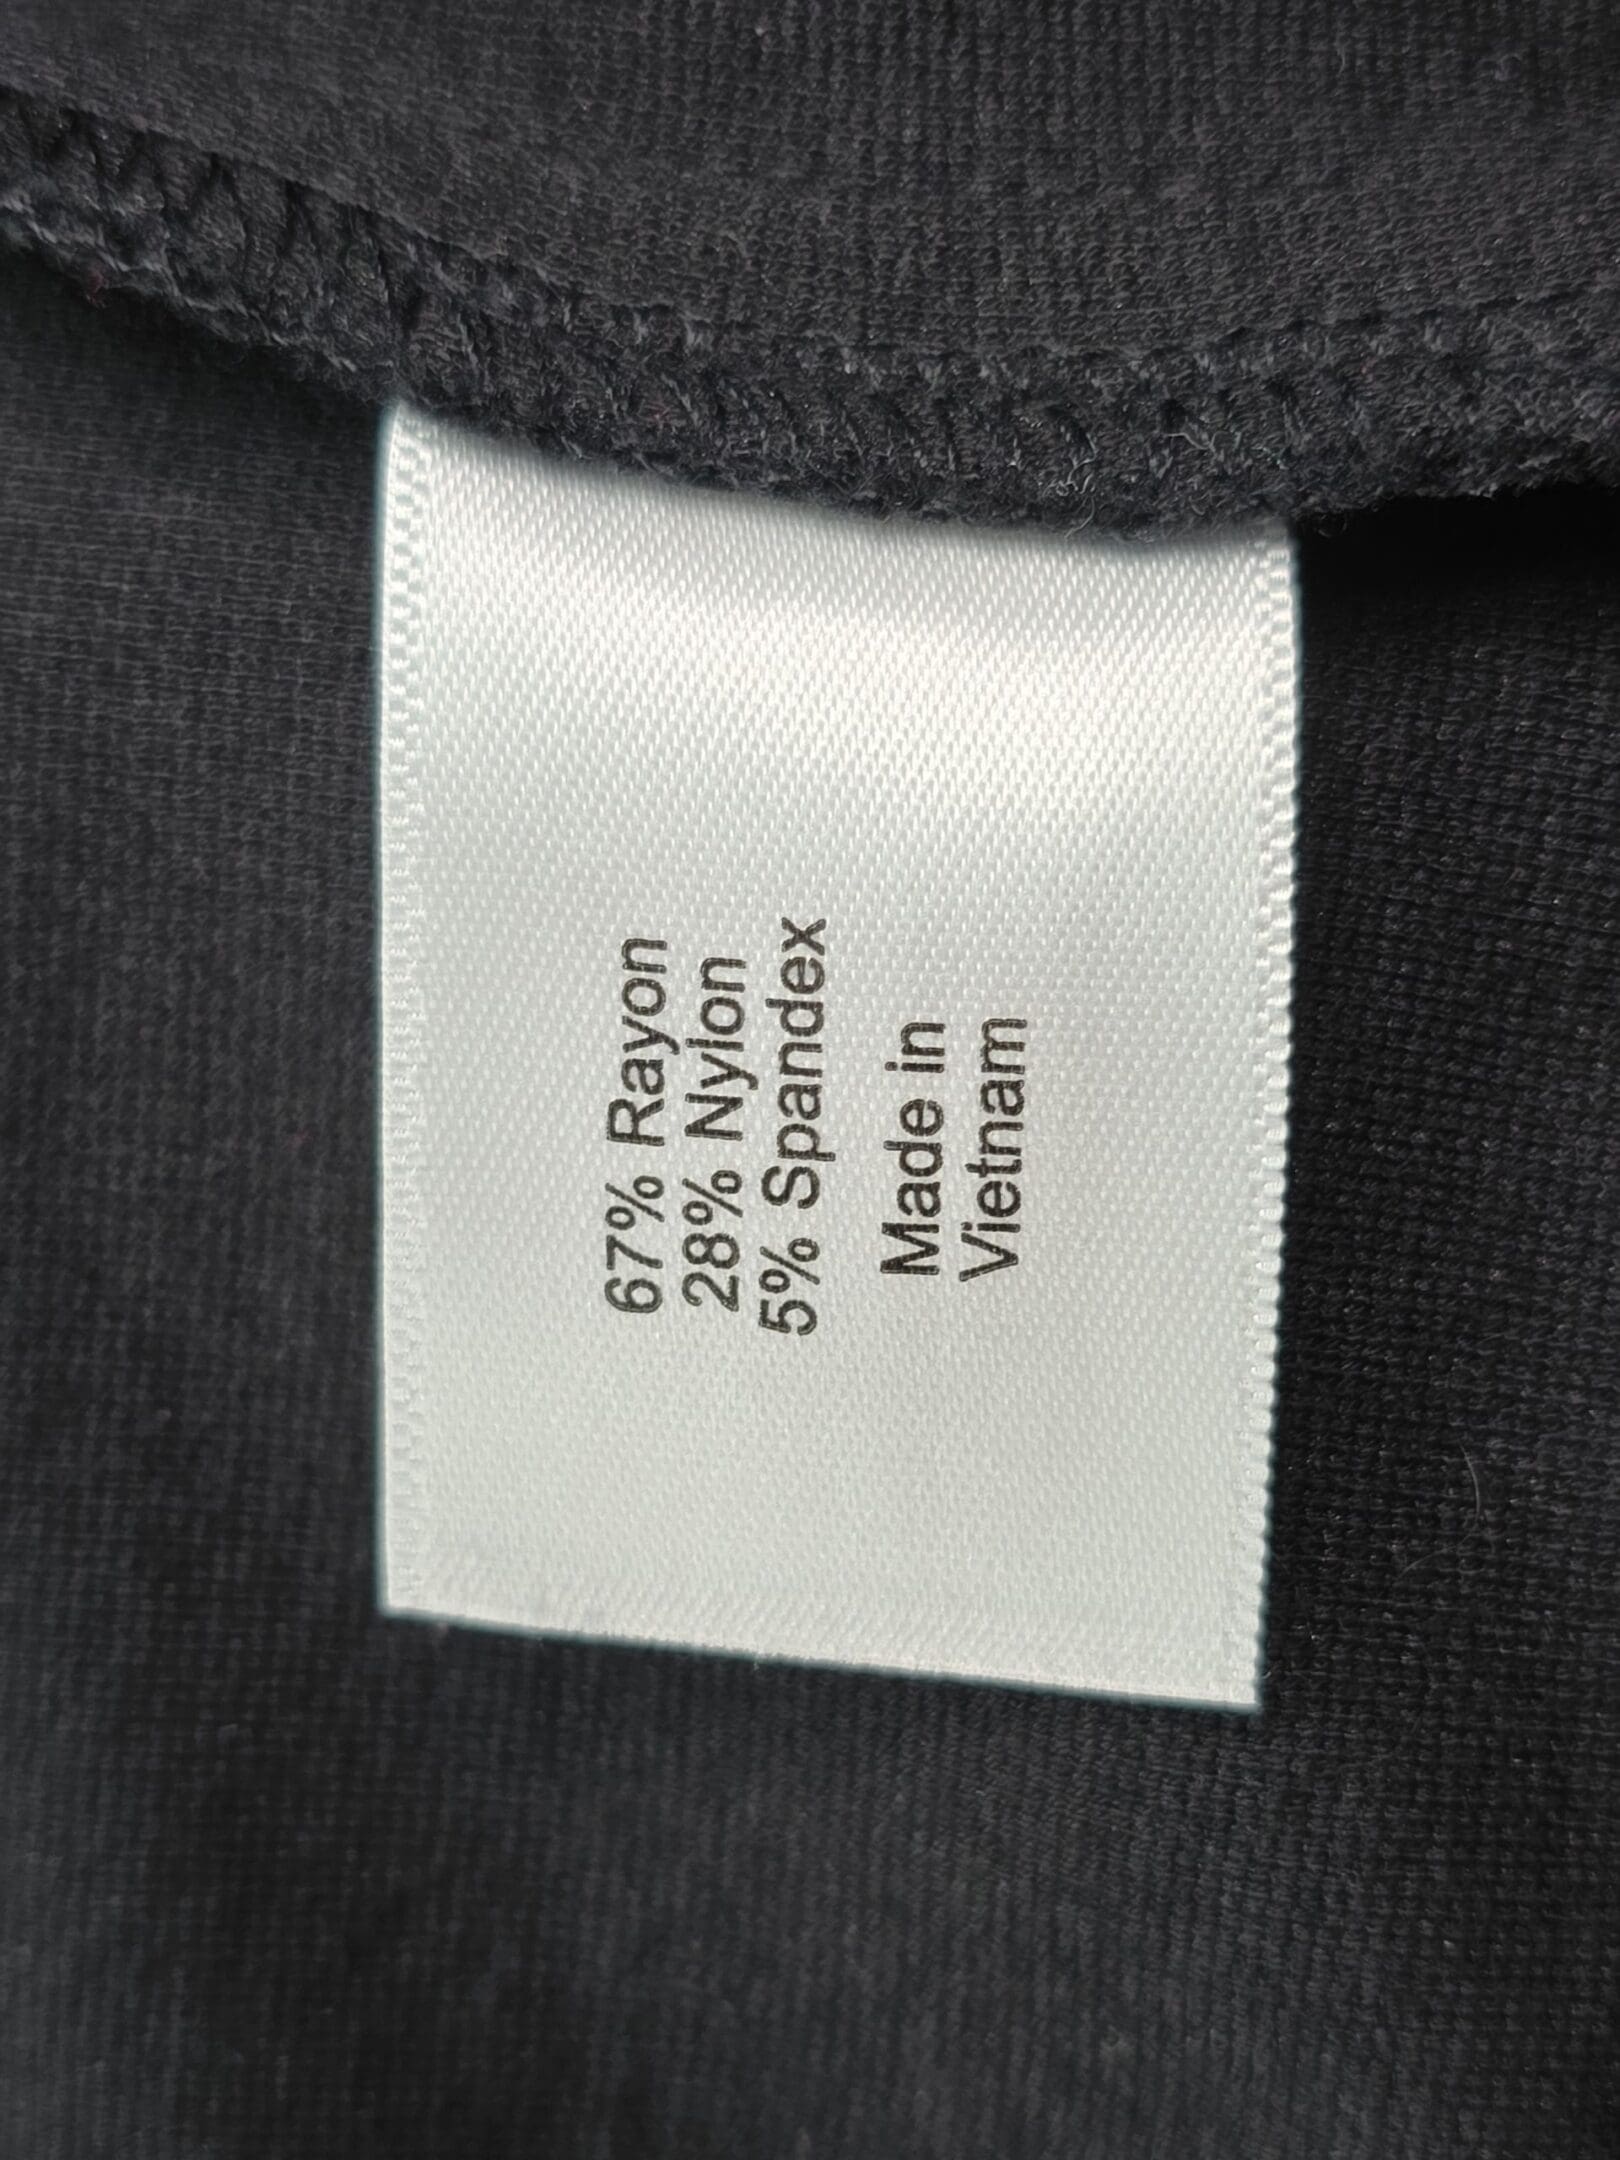 67% Rayon
28% Nylon
5% Spandex
Made in
Vietnam